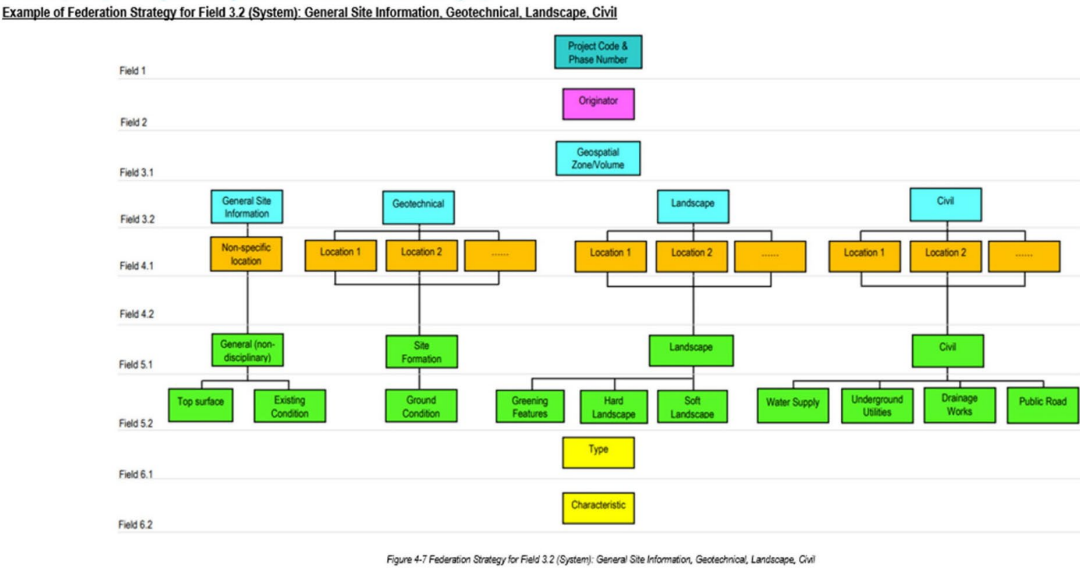 Example of Federation Strategy for Field 3.2 (System): General Site Information, Geotechnical, Landscape, Civil
Project Code &
Phase Number
Field 1
Originator
Field 2
Geospatial
Zone/Volume
Field 3.1
General Site
Information
Geotechnical
Landscape
Civil
Field 3.2
Non-specific
location
Location 1
Location 2
.......
Location 1
Location 2
.......
Location 1
Location 2
.......
Field 4.1
Field 4.2
General (non-
disciplinary)
Site
Formation
Landscape
Civil
Field 5.1
Top surface
Existing
Condition
Ground
Condition
Greening
Features
Hard
Landscape
Soft
Landscape
Water Supply
Underground
Utilities
Drainage
Works
Public Road
Field 5.2
Type
Field 6.1
Characteristic
Field 6.2
Figure 4-7 Federation Strategy for Field 3.2 (System): General Site Information, Geotechnical, Landscape, Civil